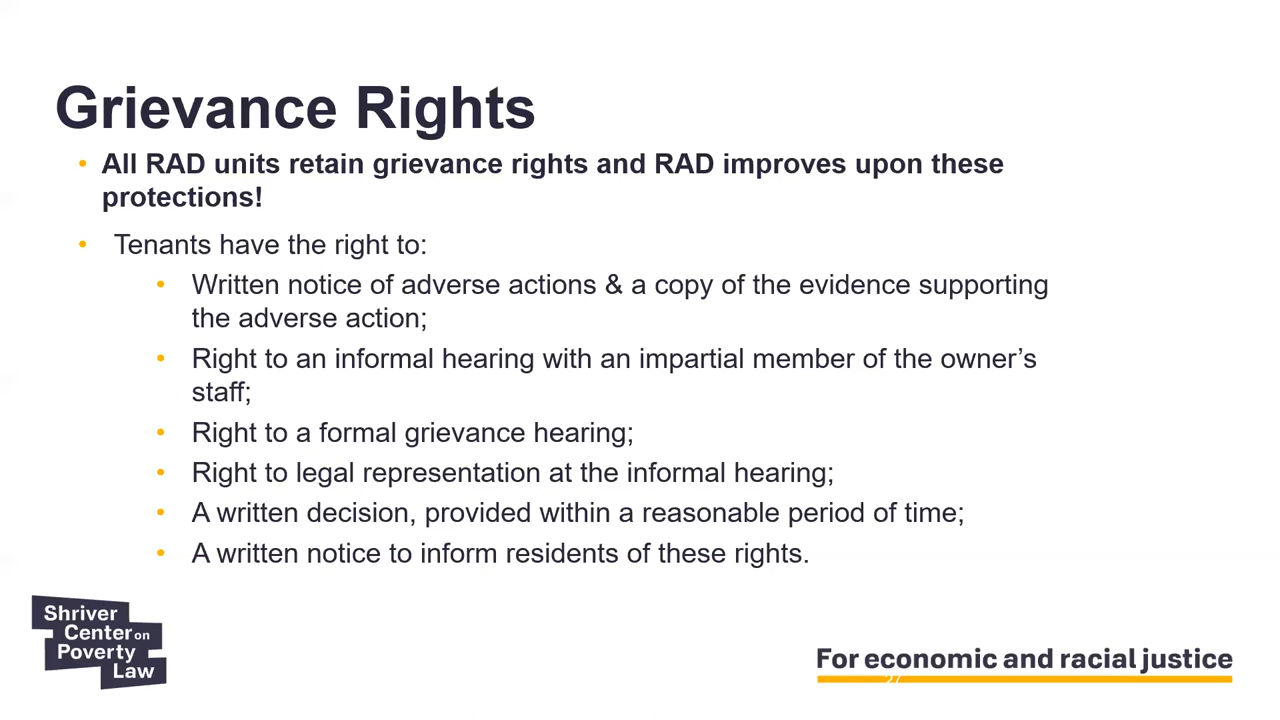 Grievance Rights
• All RAD units retain grievance rights and RAD improves upon these
protections!
• Tenants have the right to:
• Written notice of adverse actions & a copy of the evidence supporting
the adverse action;
• Right to an informal hearing with an impartial member of the owner’s
staff;
• Right to a formal grievance hearing;
• Right to legal representation at the informal hearing;
• A written decision, provided within a reasonable period of time;
• A written notice to inform residents of these rights.
Shriver
Center on
Poverty
Law
For economic and racial justice
27